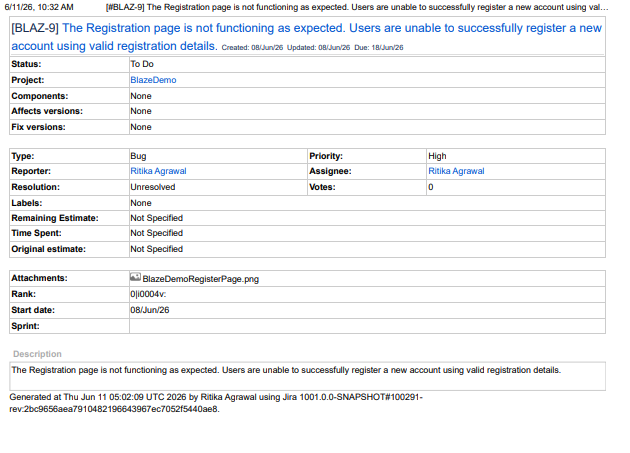 6/11/26, 10:32 AM [#BLAZ-9] The Registration page is not functioning as expected. Users are unable to successfully register a new account using val...
[BLAZ-9] The Registration page is not functioning as expected. Users are unable to successfully register a new
account using valid registration details. Created: 08/Jun/26 Updated: 08/Jun/26 Due: 18/Jun/26
Status: To Do
Project: BlazeDemo
Components: None
Affects versions: None
Fix versions: None
Type: Bug Priority: High
Reporter: Ritika Agrawal Assignee: Ritika Agrawal
Resolution: Unresolved Votes: 0
Labels: None
Remaining Estimate: Not Specified
Time Spent: Not Specified
Original estimate: Not Specified
Attachments: BlazeDemoRegisterPage.png
Rank: 0|i0004v:
Start date: 08/Jun/26
Sprint:
Description
The Registration page is not functioning as expected. Users are unable to successfully register a new account using valid registration details.
Generated at Thu Jun 11 05:02:09 UTC 2026 by Ritika Agrawal using Jira 1001.0.0-SNAPSHOT#100291-
rev:2bc9656aea7910482196643967ec7052f5440ae8.